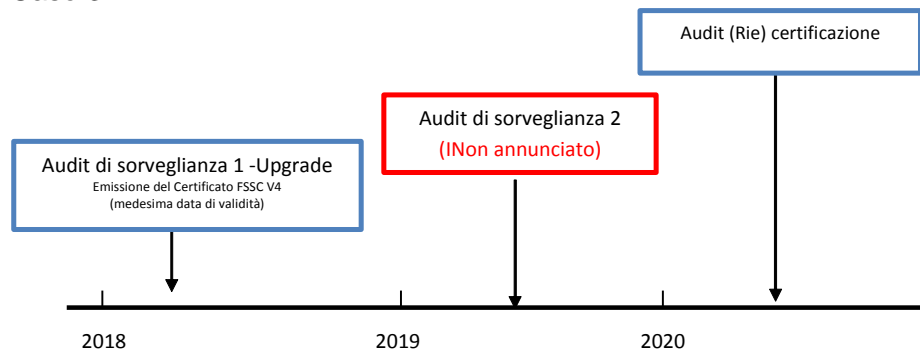 Audit (Rie) certificazione
Audit di sorveglianza 2
(INon annunciato)
Audit di sorveglianza 1 -Upgrade
Emissione del Certificato FSSC V4
(medesima data di validità)
2018
2019
2020